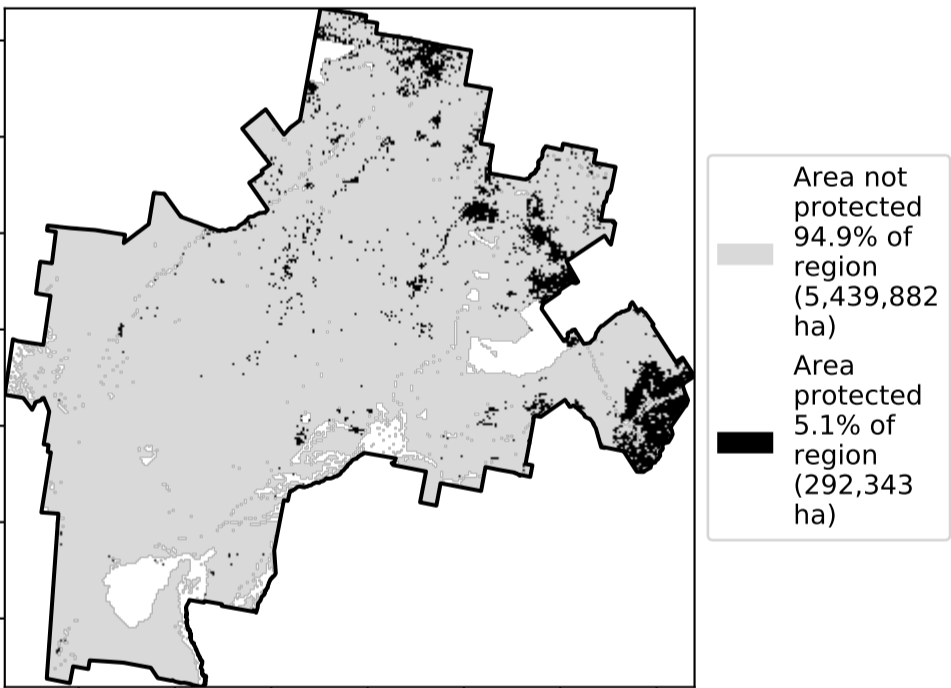 Area not
protected
94.9% of
region
(5,439,882
ha)
Area
protected
5.1% of
region
(292,343
ha)